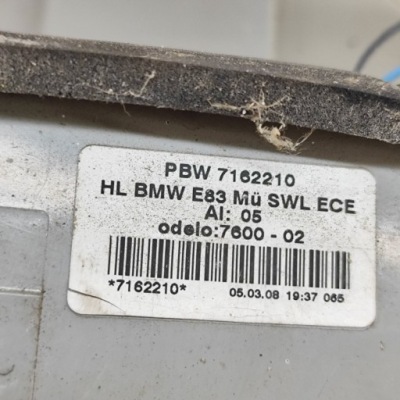 PBW 7162210
HL BMW E63 Mü SWL ECE
AI: 05
odelo:7600 - 02
*7162210*
05.03.08 19:37 065